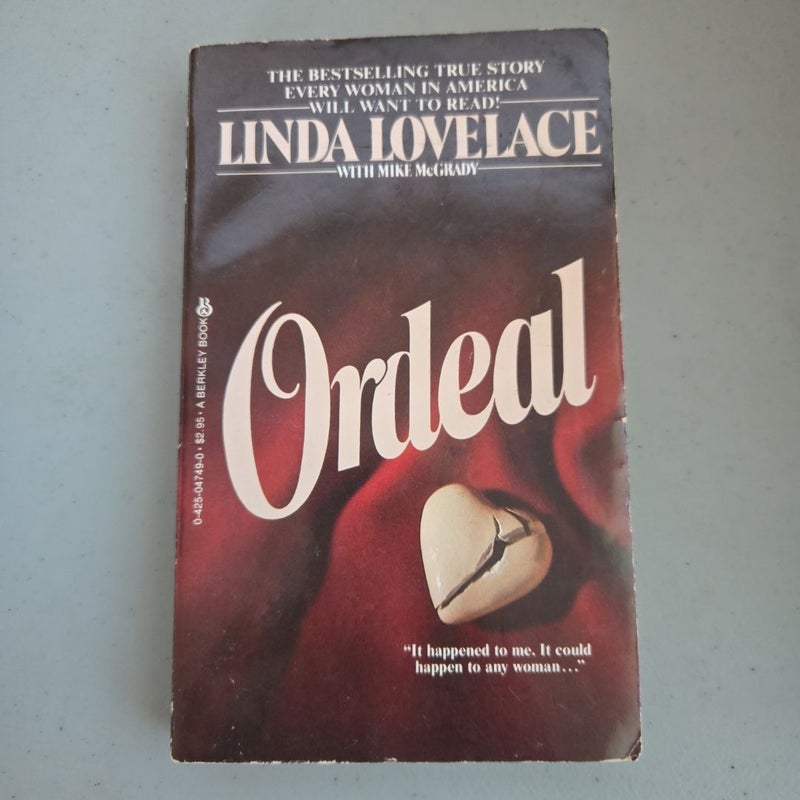 THE BESTSELLING TRUE STORY
EVERY WOMAN IN AMERICA
WILL WANT TO READ!
LINDA LOVELACE
WITH MIKE McGRADY
Ordeal
0-425-04749-0 • $2.95 • A BERKLEY BOOK
“It happened to me. It could
happen to any woman...”